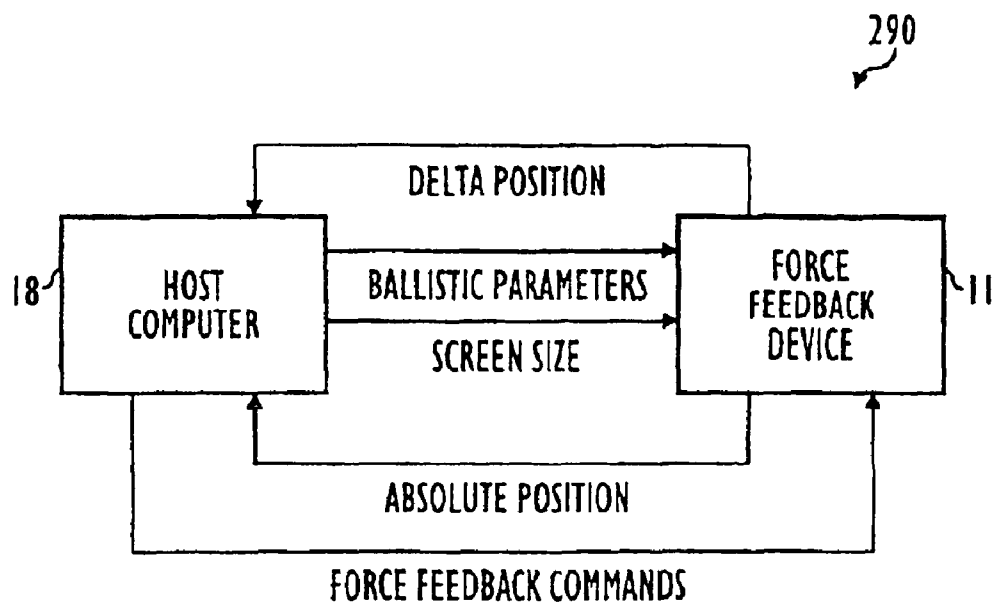 290
DELTA POSITION
18
HOST
COMPUTER
BALLISTIC PARAMETERS
SCREEN SIZE
FORCE
FEEDBACK
DEVICE
11
ABSOLUTE POSITION
FORCE FEEDBACK COMMANDS